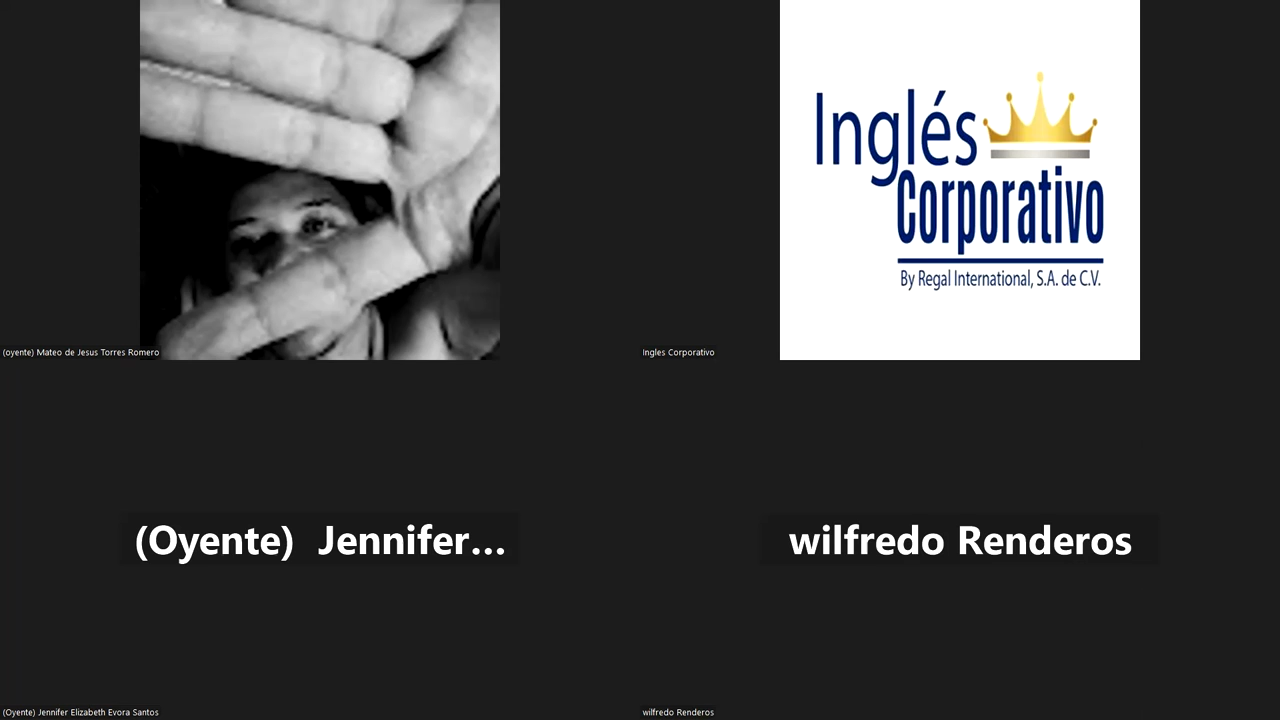 Inglés
Corporativo
By Regal International, S.A. de C.V.
(oyente) Mateo de Jesus Torres Romero
Ingles Corporativo
(Oyente) Jennifer...
wilfredo Renderos
(Oyente) Jennifer Elizabeth Evora Santos
wilfredo Renderos